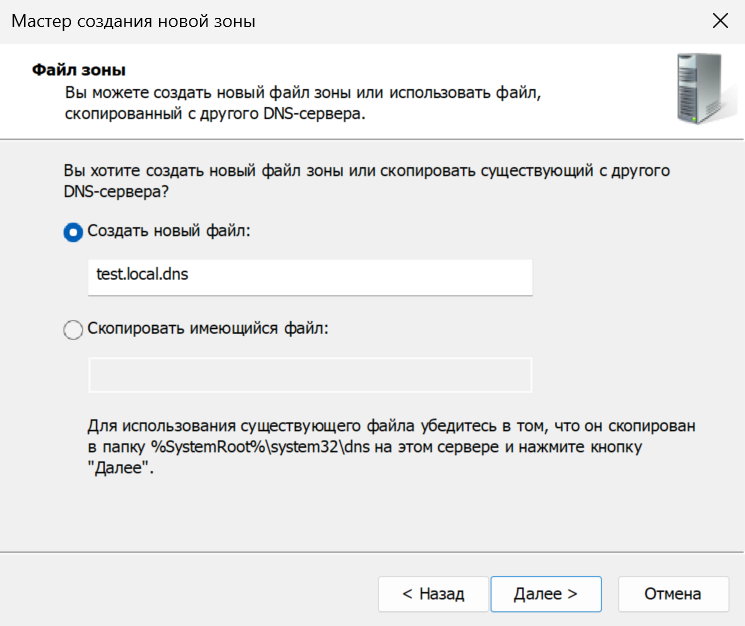 Мастер создания новой зоны
Файл зоны
Вы можете создать новый файл зоны или использовать файл,
скопированный с другого DNS-сервера.
Вы хотите создать новый файл зоны или скопировать существующий с другого
DNS-сервера?
Создать новый файл:
test.local.dns
Скопировать имеющийся файл:
Для использования существующего файла убедитесь в том, что он скопирован
в папку %SystemRoot%\system32\dns на этом сервере и нажмите кнопку
"Далее".
< Назад
Далее >
Отмена